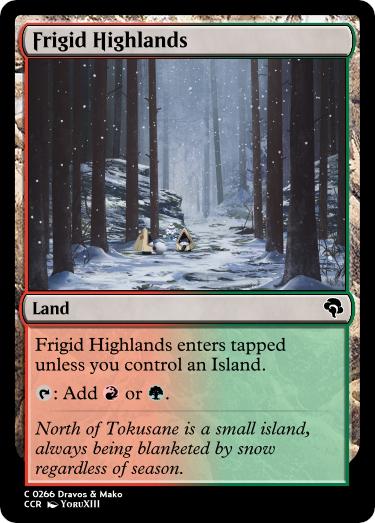 Frigid Highlands
Land
Frigid Highlands enters tapped
unless you control an Island.
: Add or .
North of Tokusane is a small island,
always being blanketed by snow
regardless of season.
C 0266 Dravos & Mako
CCR YoruXIII